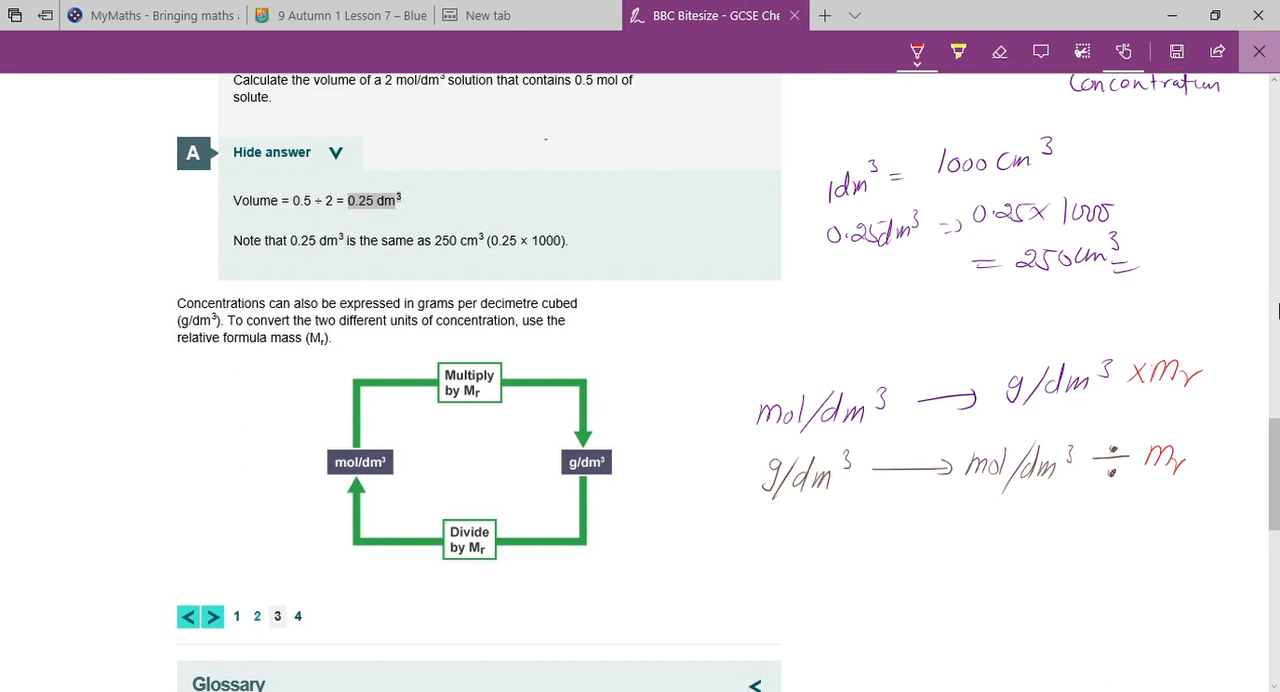 MyMaths - Bringing maths
9 Autumn 1 Lesson 7 – Blue
New tab
BBC Bitesize - GCSE Che
Calculate the volume of a 2 mol/dm³ solution that contains 0.5 mol of
solute.
Concentration
A
Hide answer
Volume = 0.5 ÷ 2 = 0.25 dm³
Note that 0.25 dm³ is the same as 250 cm³ (0.25 × 1000).
1dm³ = 1000 cm³
0.25dm³ => 0.25 × 1000
= 250cm³
Concentrations can also be expressed in grams per decimetre cubed
(g/dm³). To convert the two different units of concentration, use the
relative formula mass (Mᵣ).
Multiply
by Mᵣ
mol/dm³
g/dm³
Divide
by Mᵣ
mol/dm³ → g/dm³ × Mᵣ
g/dm³ → mol/dm³ ÷ Mᵣ
< > 1 2 3 4
Glossary